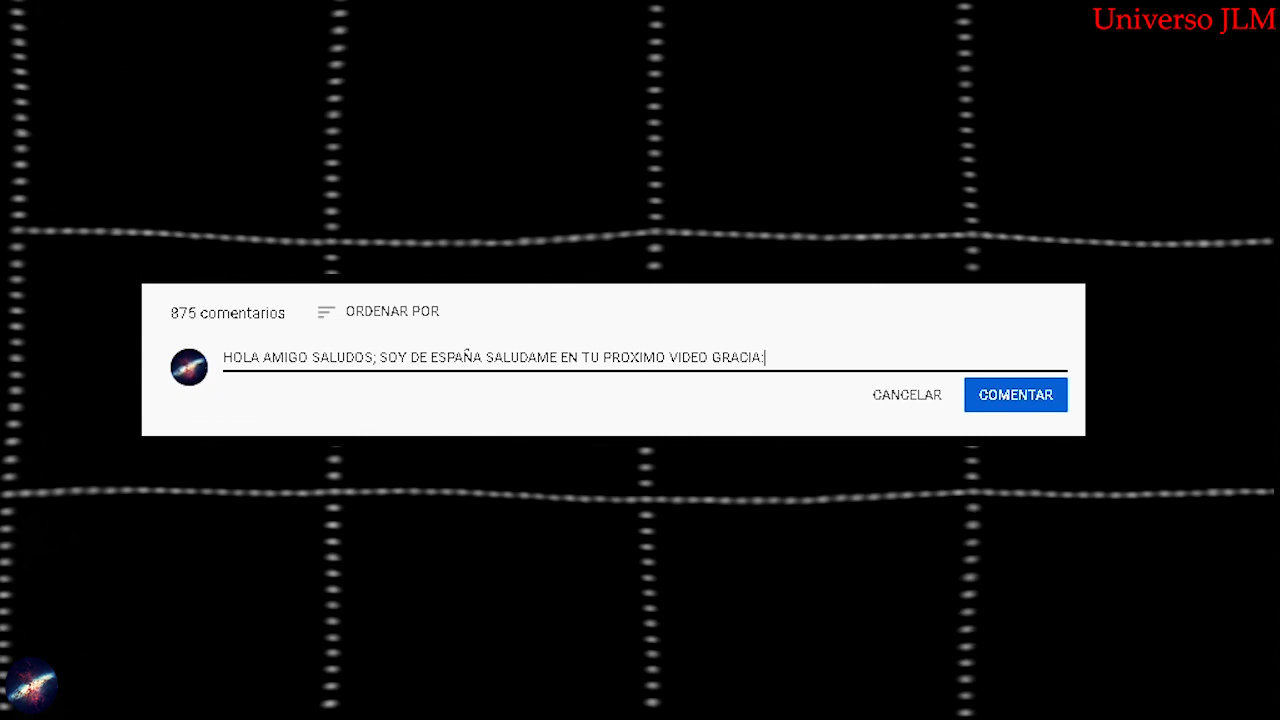 Universo JLM
875 comentarios ORDENAR POR
HOLA AMIGO SALUDOS; SOY DE ESPAÑA SALUDAME EN TU PROXIMO VIDEO GRACIA:
CANCELAR COMENTAR